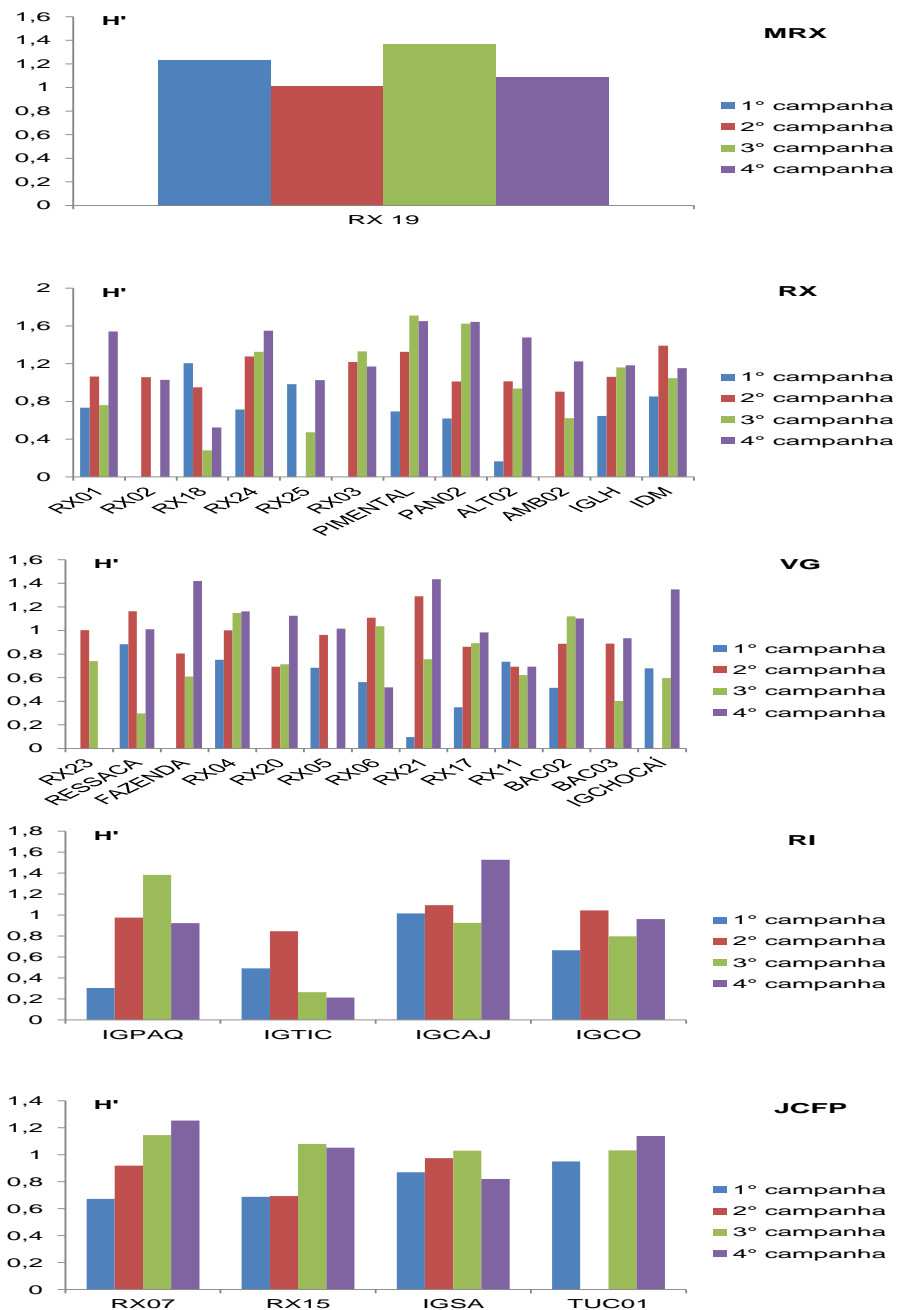 H'
MRX
1,6
1,4
1,2
1
0,8
0,6
0,4
0,2
0
RX 19
1° campanha
2° campanha
3° campanha
4° campanha
H'
RX
2
1,6
1,2
0,8
0,4
0
RX01
RX02
RX18
RX24
RX25
RX03
PIMENTAL
PAN02
ALT02
AMB02
IGLH
IDM
1° campanha
2° campanha
3° campanha
4° campanha
H'
VG
1,6
1,4
1,2
1
0,8
0,6
0,4
0,2
0
RX23
RESSACA
FAZENDA
RX04
RX20
RX05
RX06
RX21
RX17
RX11
BAC02
BAC03
IGCHOCAÍ
1° campanha
2° campanha
3° campanha
4° campanha
H'
RI
1,8
1,6
1,4
1,2
1
0,8
0,6
0,4
0,2
0
IGPAQ
IGTIC
IGCAJ
IGCO
1° campanha
2° campanha
3° campanha
4° campanha
H'
JCFP
1,4
1,2
1
0,8
0,6
0,4
0,2
0
RX07
RX15
IGSA
TUC01
1° campanha
2° campanha
3° campanha
4° campanha